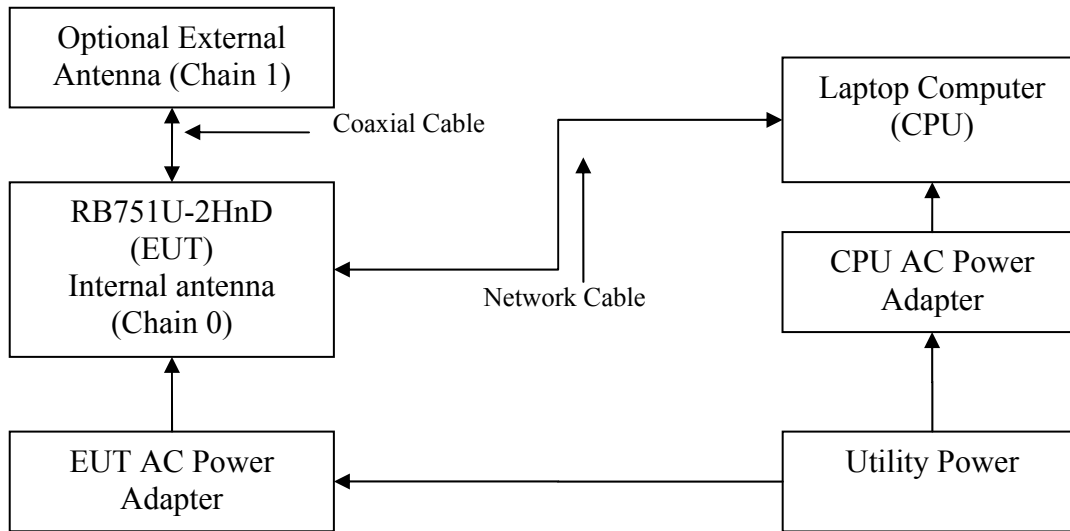 Optional External
Antenna (Chain 1)
Coaxial Cable
Laptop Computer
(CPU)
RB751U-2HnD
(EUT)
Internal antenna
(Chain 0)
Network Cable
CPU AC Power
Adapter
EUT AC Power
Adapter
Utility Power